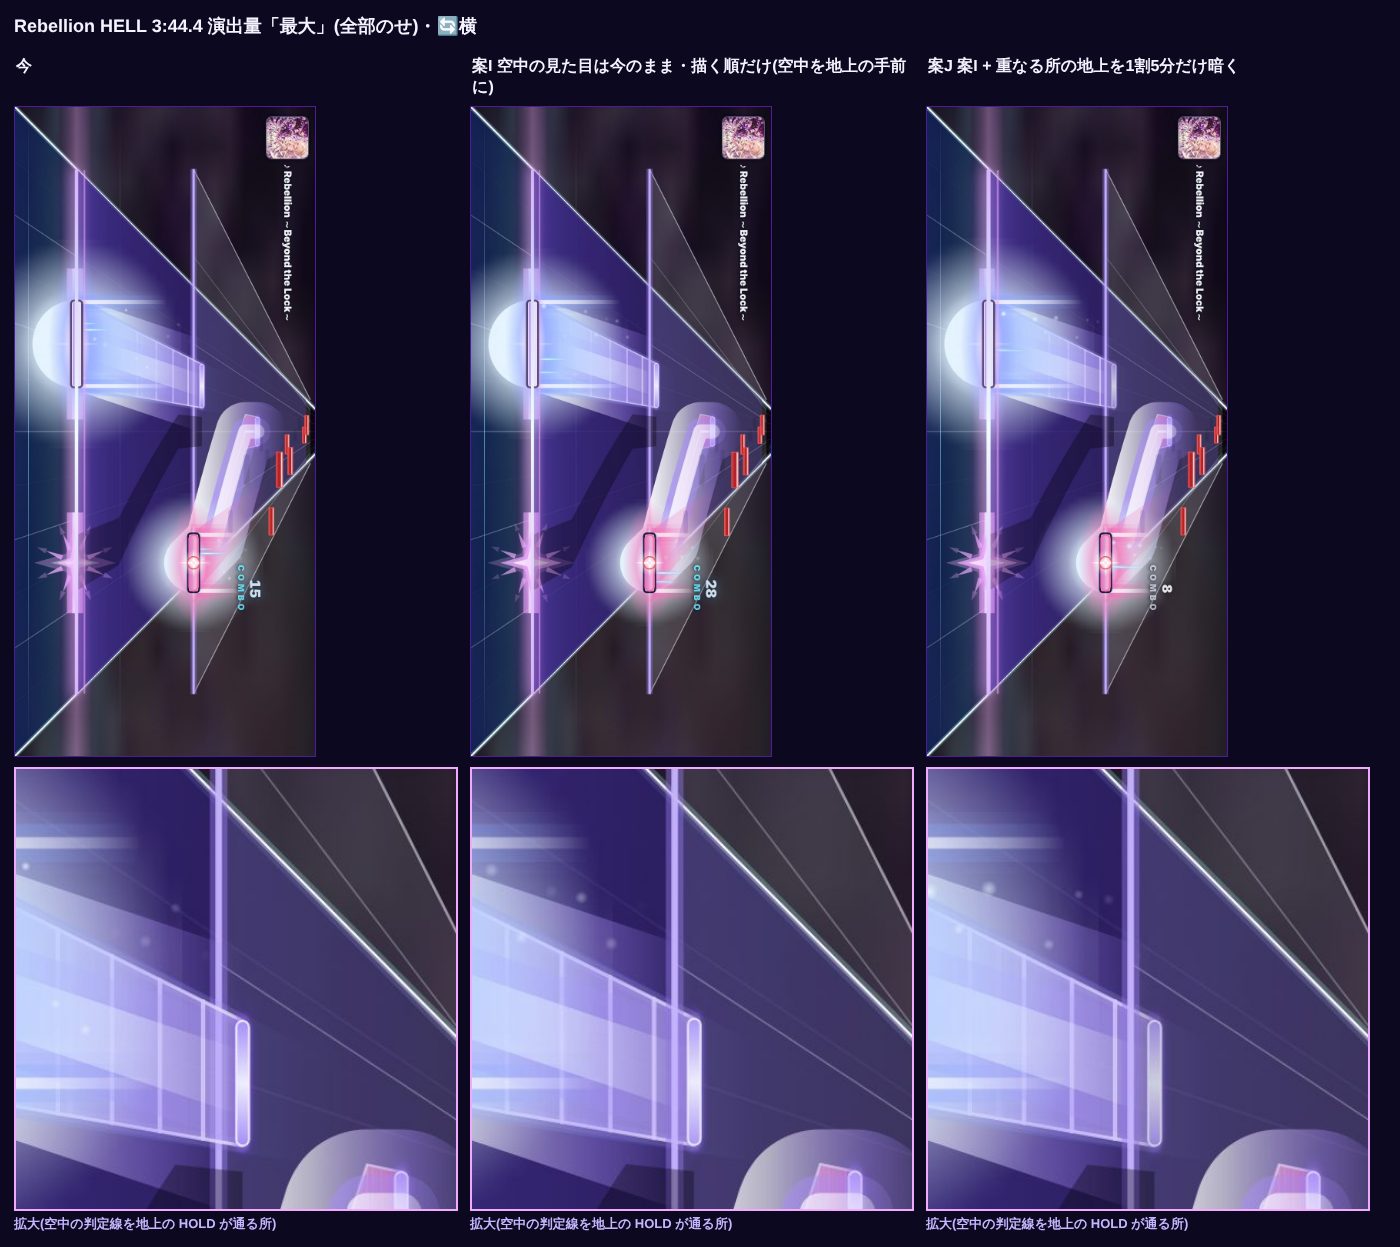 Rebellion HELL 3:44.4 演出量「最大」(全部のせ)・🔄横
今
案I 空中の見た目は今のまま・描く順だけ(空中を地上の手前
に)
案J 案I + 重なる所の地上を1割5分だけ暗く
Rebellion ~ Beyond the Lock ~
15
COMBO
Rebellion ~ Beyond the Lock ~
28
COMBO
Rebellion ~ Beyond the Lock ~
8
COMBO
拡大(空中の判定線を地上の HOLD が通る所)
拡大(空中の判定線を地上の HOLD が通る所)
拡大(空中の判定線を地上の HOLD が通る所)